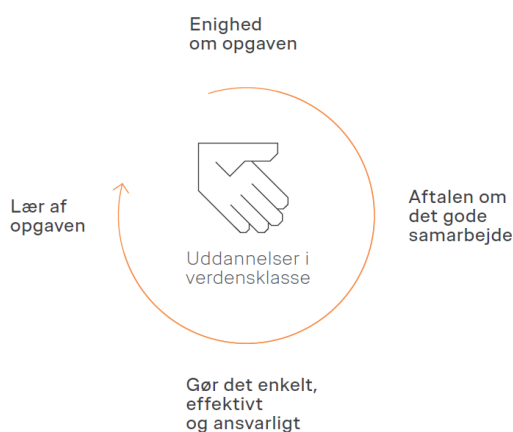 Enighed
om opgaven
Aftalen om
det gode
samarbejde
Gør det enkelt,
effektivt
og ansvarligt
Lær af
opgaven
Uddannelser i
verdensklasse